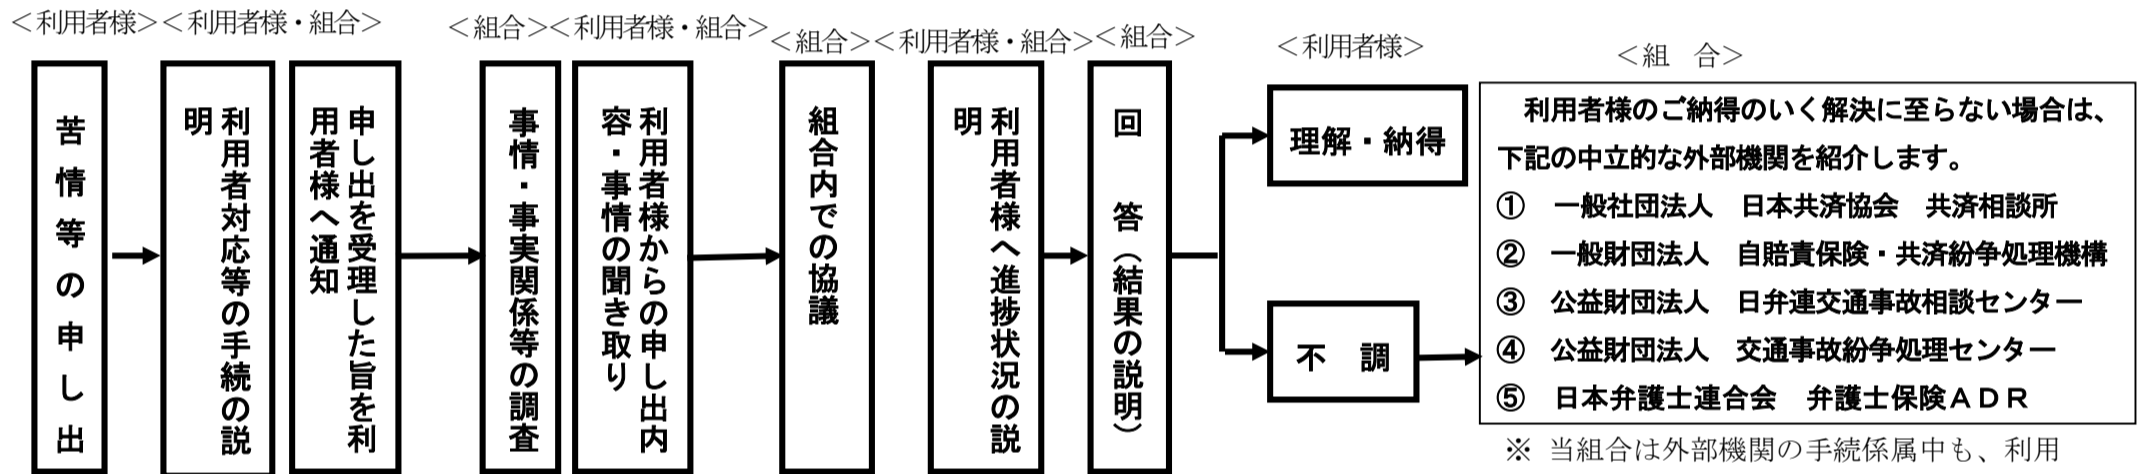 <利用者様>
<利用者様・組合>
<組合>
<利用者様・組合>
<組合>
<利用者様・組合>
<組合>
<利用者様>
<組　合>
苦情等の申し出
利用者対応等の手続の説
明
申し出を受理した旨を利
用者様へ通知
事情・事実関係等の調査
利用者様からの申し出内
容・事情の聞き取り
組合内での協議
利用者様へ進捗状況の説
明
回　答（結果の説明）
理解・納得
不　調
利用者様のご納得のいく解決に至らない場合は、
下記の中立的な外部機関を紹介します。
①　一般社団法人　日本共済協会　共済相談所
②　一般財団法人　自賠責保険・共済紛争処理機構
③　公益財団法人　日弁連交通事故相談センター
④　公益財団法人　交通事故紛争処理センター
⑤　日本弁護士連合会　弁護士保険ＡＤＲ
※ 当組合は外部機関の手続係属中も、利用